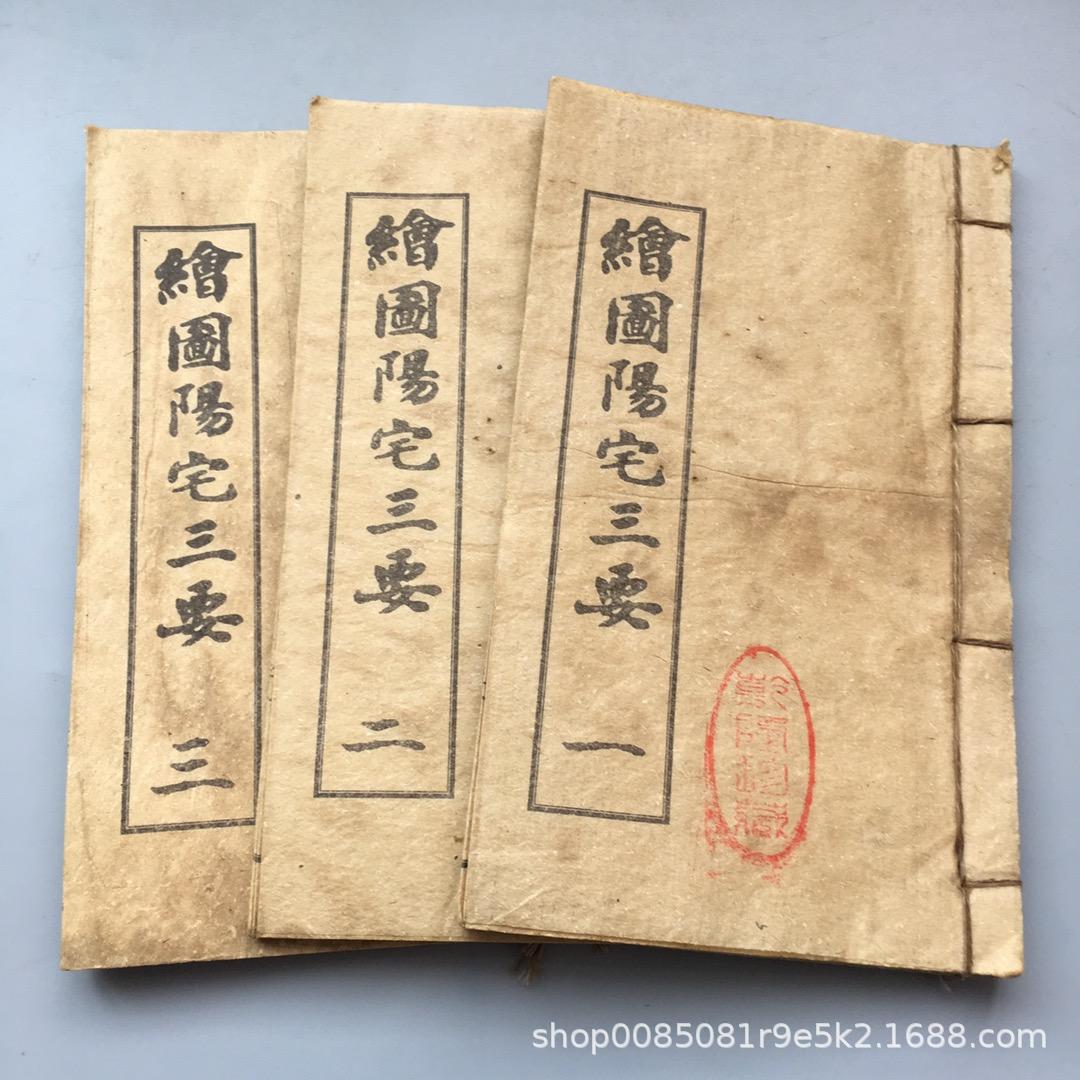 繪圖陽宅三要 一
繪圖陽宅三要 二
繪圖陽宅三要 三
shop0085081r9e5k2.1688.com